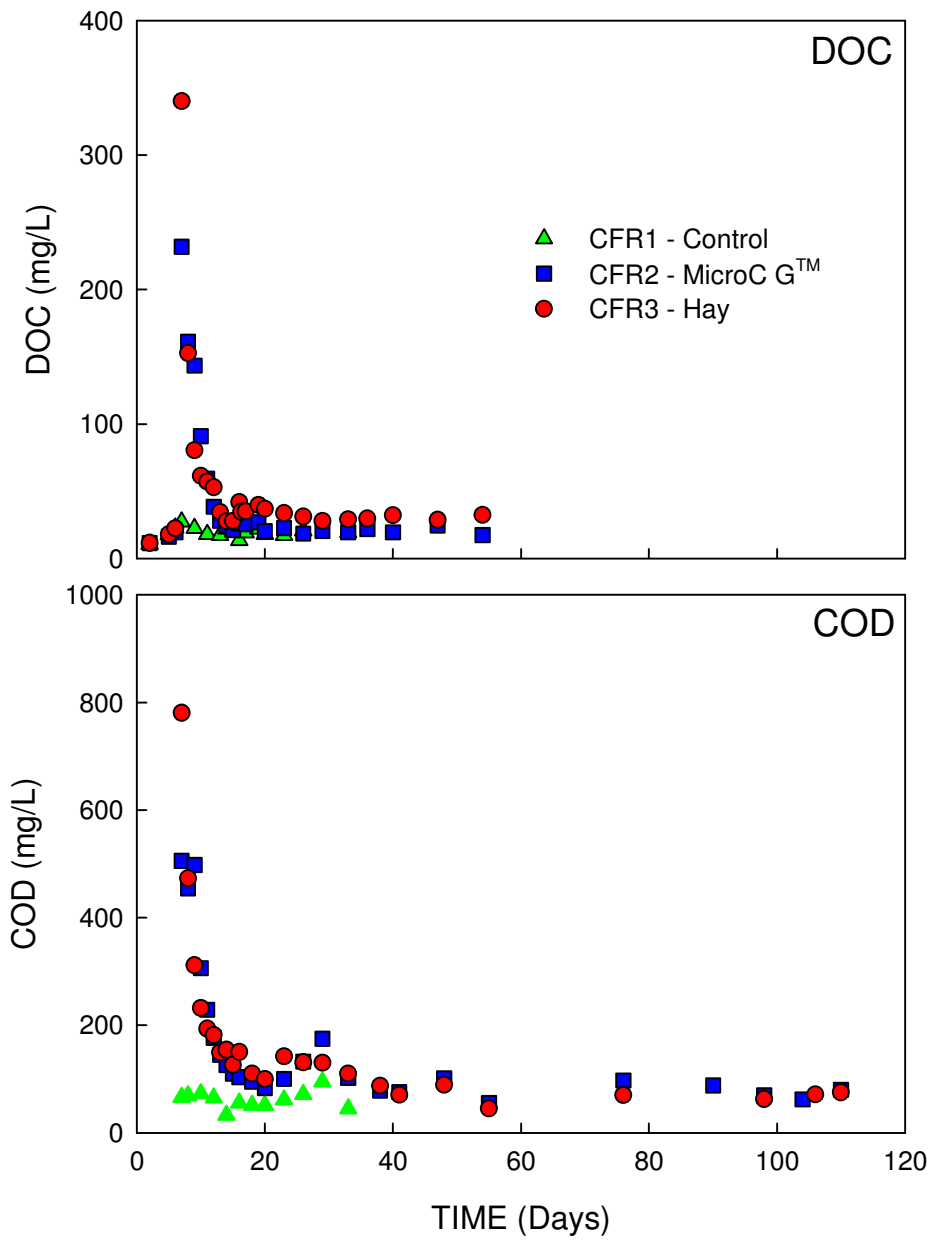 400
DOC
300
DOC (mg/L)
CFR1 - Control
CFR2 - MicroC G™
CFR3 - Hay
200
100
0
1000
COD
800
COD (mg/L)
600
400
200
0
0 20 40 60 80 100 120
TIME (Days)